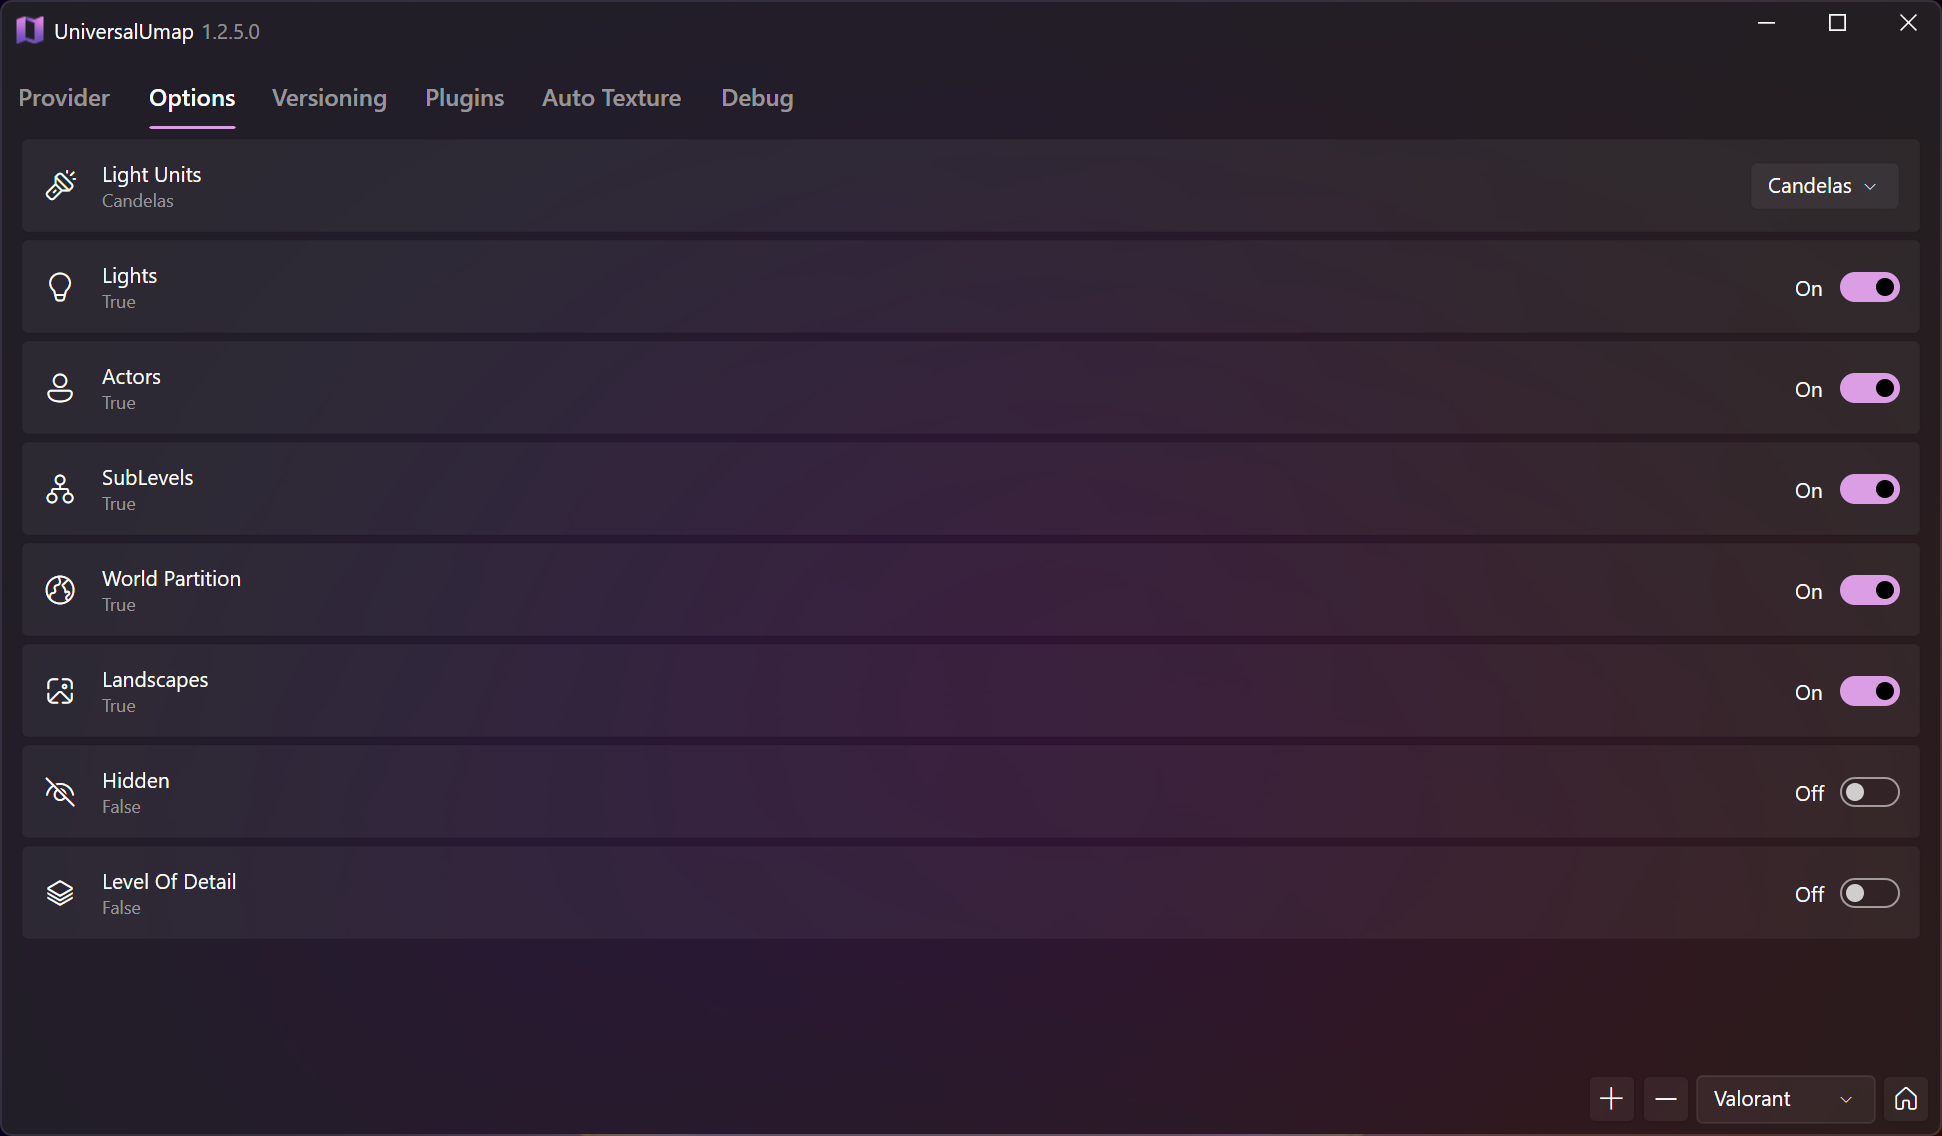 UniversalUmap 1.2.5.0
Provider Options Versioning Plugins Auto Texture Debug
Light Units
Candelas
Candelas
Lights
True
On
Actors
True
On
SubLevels
True
On
World Partition
True
On
Landscapes
True
On
Hidden
False
Off
Level Of Detail
False
Off
Valorant